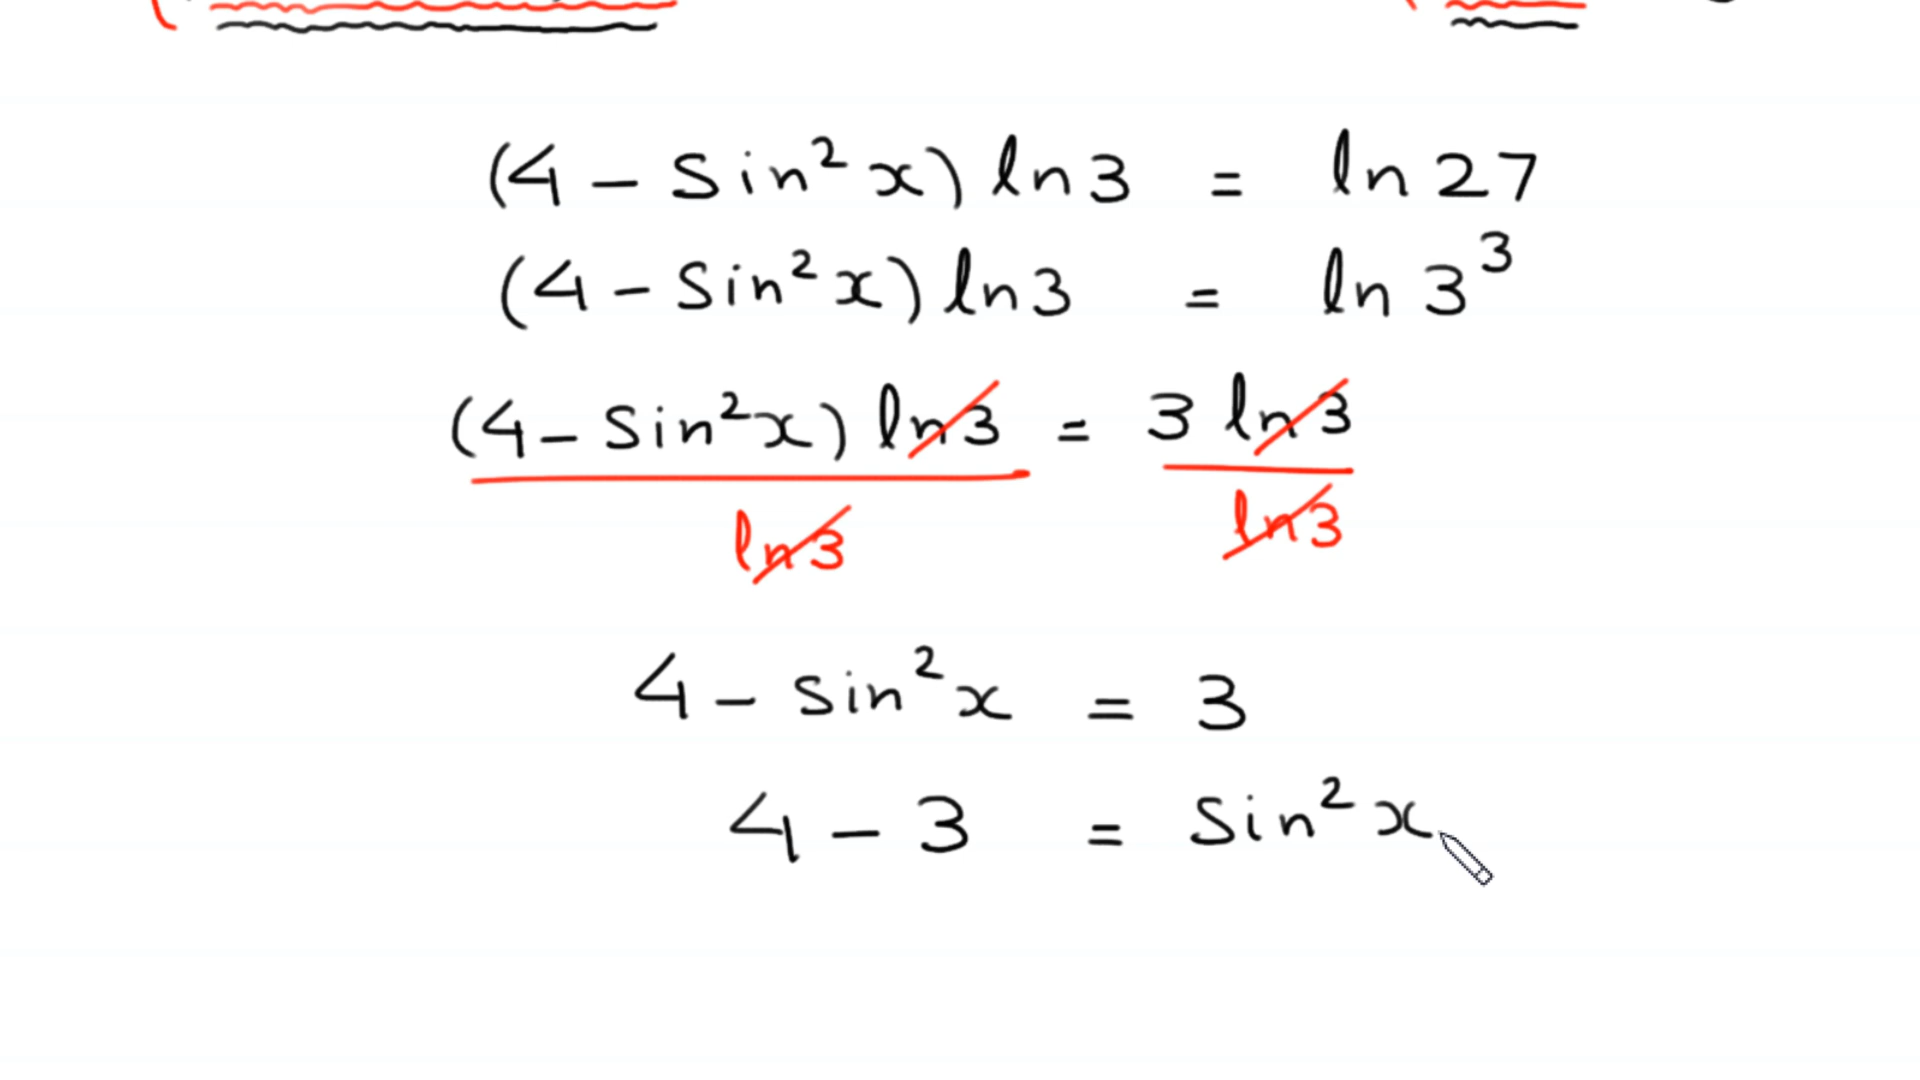 (4 - sin²x) ln3 = ln 27
(4 - sin²x) ln3 = ln 3³
(4 - sin²x) ln3 = 3 ln3
ln3 ln3
4 - sin²x = 3
4 - 3 = sin²x